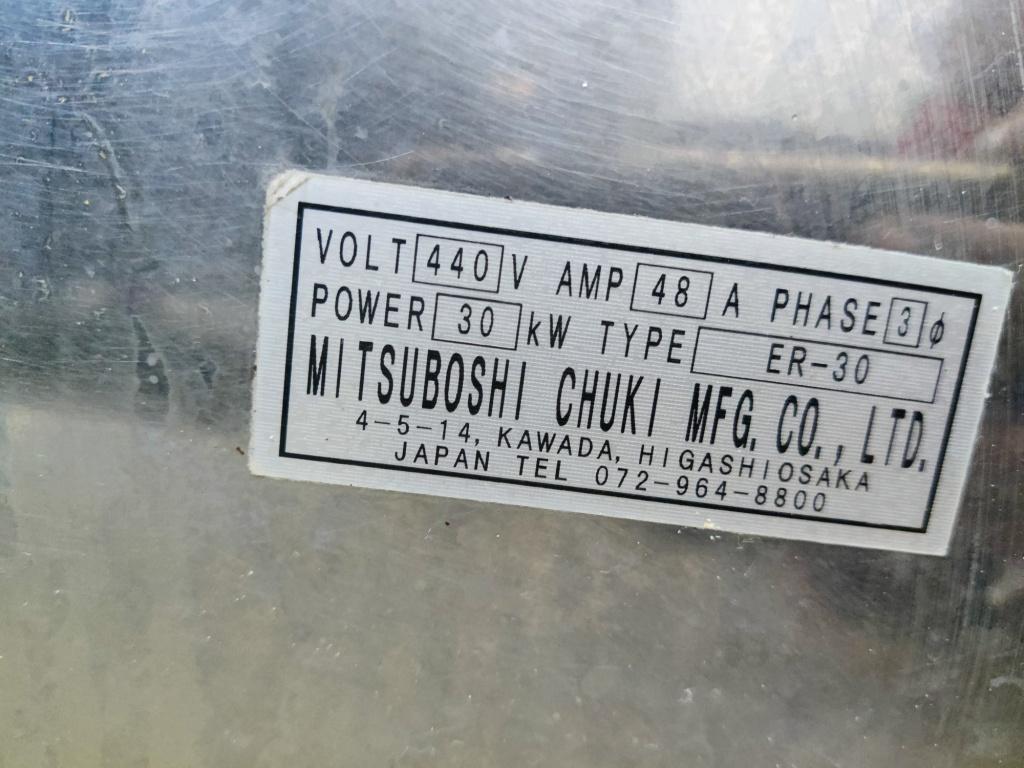 VOLT 440 V AMP 48 A PHASE 3 φ
POWER 30 kW TYPE ER-30
MITSUBOSHI CHUKI MFG. CO., LTD.
4-5-14, KAWADA, HIGASHIOSAKA
JAPAN TEL 072-964-8800